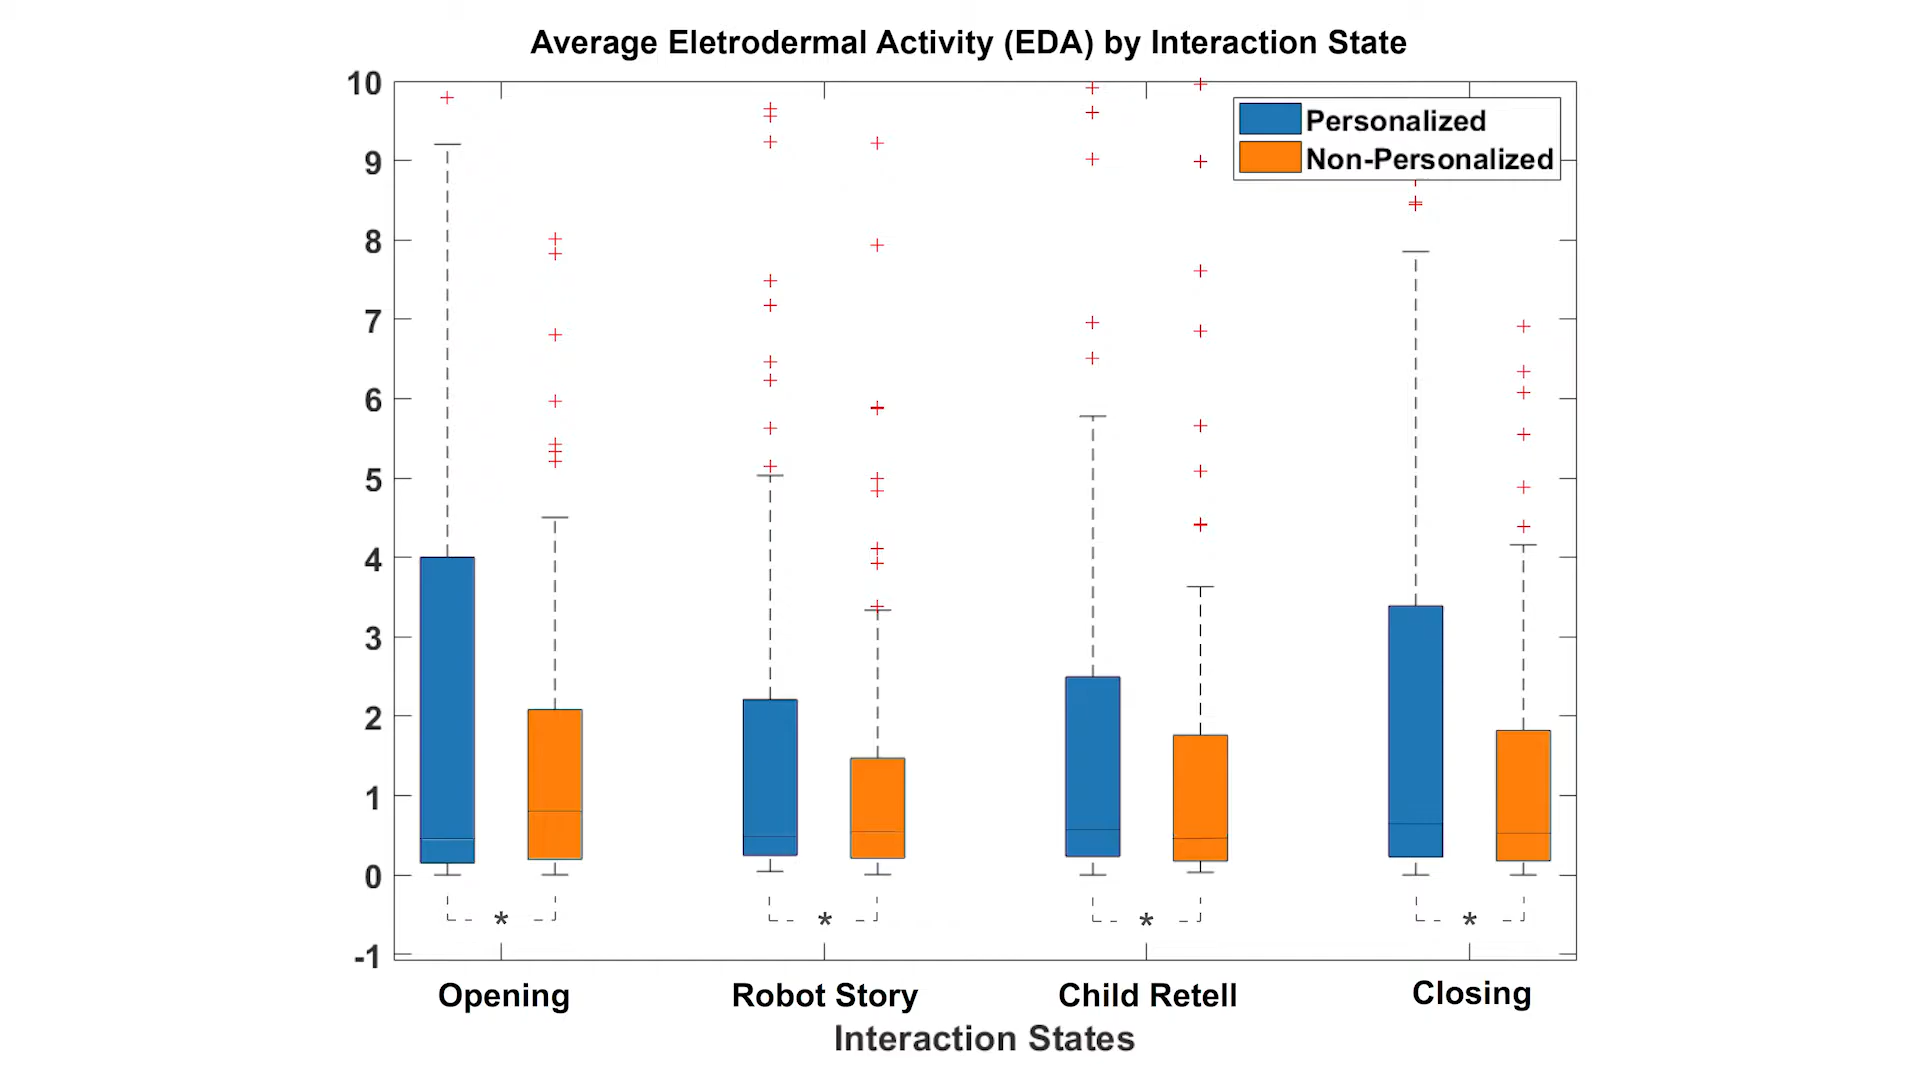 Average Eletrodermal Activity (EDA) by Interaction State
10
9
8
7
6
5
4
3
2
1
0
-1
Personalized
Non-Personalized
* * * *
Opening Robot Story Child Retell Closing
Interaction States